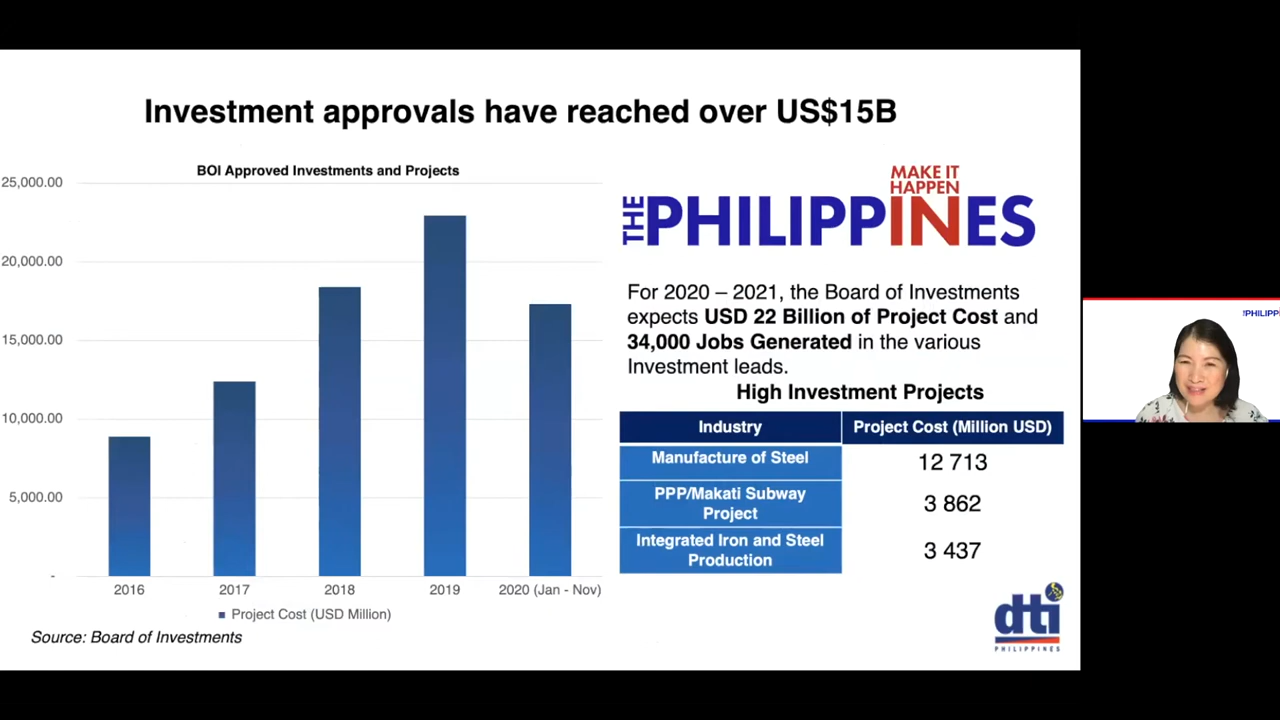 Investment approvals have reached over US$15B
BOI Approved Investments and Projects
25,000.00
20,000.00
15,000.00
10,000.00
5,000.00
-
2016
2017
2018
2019
2020 (Jan - Nov)
Project Cost (USD Million)
Source: Board of Investments
MAKE IT
HAPPEN
THE PHILIPPINES
For 2020 – 2021, the Board of Investments
expects USD 22 Billion of Project Cost and
34,000 Jobs Generated in the various
Investment leads.
High Investment Projects
Industry
Project Cost (Million USD)
Manufacture of Steel
12 713
PPP/Makati Subway
Project
3 862
Integrated Iron and Steel
Production
3 437
dti
PHILIPPINES
PHILIPPI